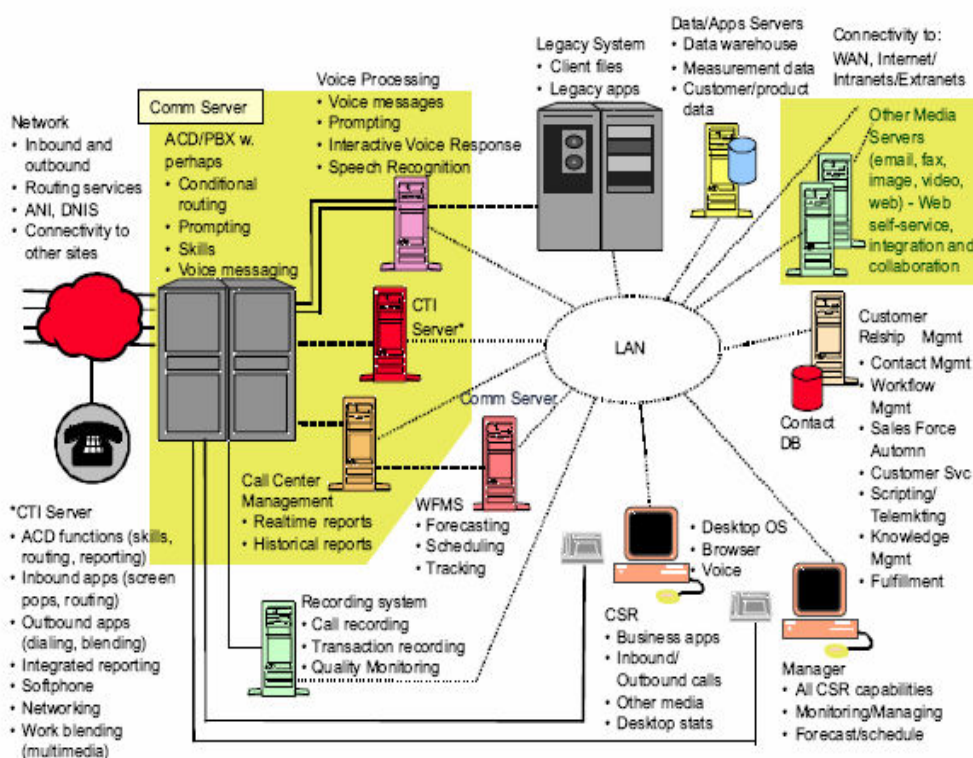 Network
• Inbound and
outbound
• Routing services
• ANI, DNIS
• Connectivity to
other sites
Comm Server
ACD/PBX w.
perhaps
• Conditional
routing
• Prompting
• Skills
• Voice messaging
Voice Processing
• Voice messages
• Prompting
• Interactive Voice Response
• Speech Recognition
Legacy System
• Client files
• Legacy apps
Data/Apps Servers
• Data warehouse
• Measurement data
• Customer/product
data
Connectivity to:
WAN, Internet/
Intranets/Extranets
Other Media
Servers
(email, fax,
image, video,
web) - Web
self-service,
integration and
collaboration
CTI
Server*
LAN
Customer
Relship Mgmt
• Contact Mgmt
• Workflow
Mgmt
• Sales Force
Automn
• Customer Svc
• Scripting/
Telemkting
• Knowledge
Mgmt
• Fulfillment
Contact
DB
Comm Server
Call Center
Management
• Realtime reports
• Historical reports
WFMS
• Forecasting
• Scheduling
• Tracking
*CTI Server
• ACD functions (skills,
routing, reporting)
• Inbound apps (screen
pops, routing)
• Outbound apps
(dialing, blending)
• Integrated reporting
• Softphone
• Networking
• Work blending
(multimedia)
Recording system
• Call recording
• Transaction recording
• Quality Monitoring
• Desktop OS
• Browser
• Voice
CSR
• Business apps
• Inbound/
Outbound calls
• Other media
• Desktop stats
Manager
• All CSR capabilities
• Monitoring/Managing
• Forecast/schedule